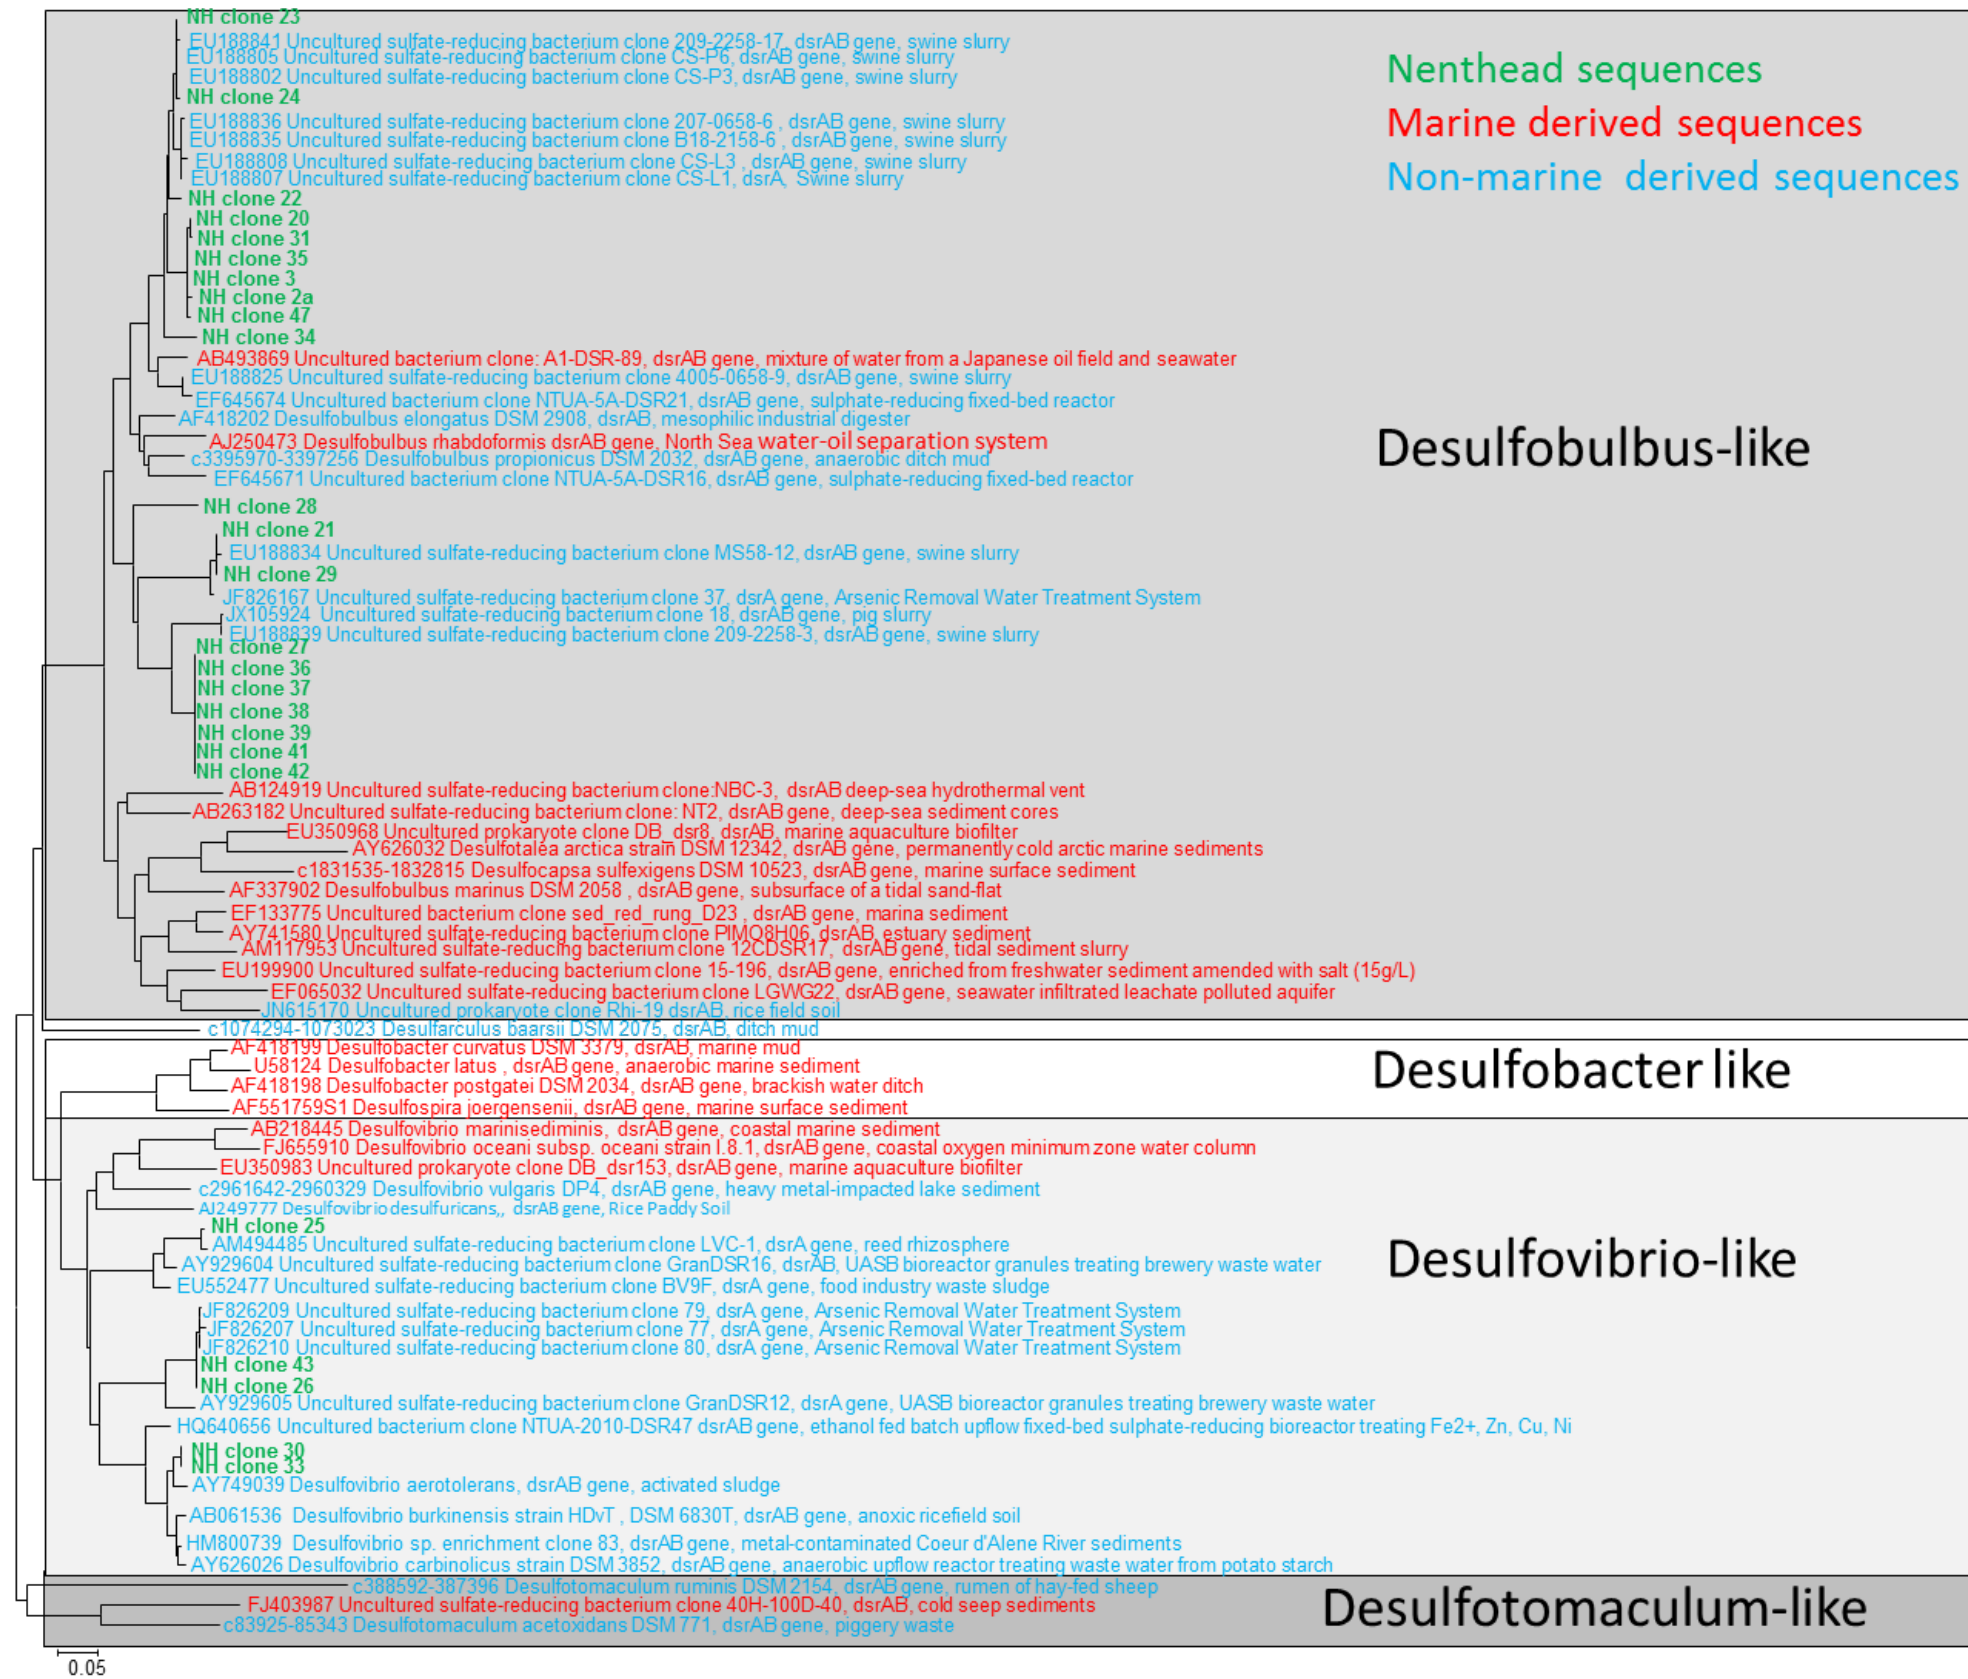 NH clone 23
EU188841 Uncultured sulfate-reducing bacterium clone 209-2258-17, dsrAB gene, swine slurry
EU188805 Uncultured sulfate-reducing bacterium clone CS-P6, dsrAB gene, swine slurry
EU188802 Uncultured sulfate-reducing bacterium clone CS-P3, dsrAB gene, swine slurry
NH clone 24
EU188836 Uncultured sulfate-reducing bacterium clone 207-0658-6 , dsrAB gene, swine slurry
EU188835 Uncultured sulfate-reducing bacterium clone B18-2158-6 , dsrAB gene, swine slurry
EU188808 Uncultured sulfate-reducing bacterium clone CS-L3 , dsrAB gene, swine slurry
EU188807 Uncultured sulfate-reducing bacterium clone CS-L1, dsrA, Swine slurry
NH clone 22
NH clone 20
NH clone 31
NH clone 35
NH clone 3
NH clone 2a
NH clone 47
NH clone 34
AB493869 Uncultured bacterium clone: A1-DSR-89, dsrAB gene, mixture of water from a Japanese oil field and seawater
EU188825 Uncultured sulfate-reducing bacterium clone 4005-0658-9, dsrAB gene, swine slurry
EF645674 Uncultured bacterium clone NTUA-5A-DSR21, dsrAB gene, sulphate-reducing fixed-bed reactor
AF418202 Desulfobulbus elongatus DSM 2908, dsrAB, mesophilic industrial digester
AJ250473 Desulfobulbus rhabdoformis dsrAB gene, North Sea water-oil separation system
c3395970-3397256 Desulfobulbus propionicus DSM 2032, dsrAB gene, anaerobic ditch mud
EF645671 Uncultured bacterium clone NTUA-5A-DSR16, dsrAB gene, sulphate-reducing fixed-bed reactor
NH clone 28
NH clone 21
EU188834 Uncultured sulfate-reducing bacterium clone MS58-12, dsrAB gene, swine slurry
NH clone 29
JF826167 Uncultured sulfate-reducing bacterium clone 37, dsrA gene, Arsenic Removal Water Treatment System
JX105924 Uncultured sulfate-reducing bacterium clone 18, dsrAB gene, pig slurry
EU188839 Uncultured sulfate-reducing bacterium clone 209-2258-3, dsrAB gene, swine slurry
NH clone 27
NH clone 36
NH clone 37
NH clone 38
NH clone 39
NH clone 41
NH clone 42
AB124919 Uncultured sulfate-reducing bacterium clone:NBC-3, dsrAB deep-sea hydrothermal vent
AB263182 Uncultured sulfate-reducing bacterium clone: NT2, dsrAB gene, deep-sea sediment cores
EU350968 Uncultured prokaryote clone DB_dsr8, dsrAB, marine aquaculture biofilter
AY626032 Desulfotalea arctica strain DSM 12342, dsrAB gene, permanently cold arctic marine sediments
c1831535-1832815 Desulfocapsa sulfexigens DSM 10523, dsrAB gene, marine surface sediment
AF337902 Desulfobulbus marinus DSM 2058 , dsrAB gene, subsurface of a tidal sand-flat
EF133775 Uncultured bacterium clone sed_red_rung_D23 , dsrAB gene, marina sediment
AY741580 Uncultured sulfate-reducing bacterium clone PIMO8H06, dsrAB, estuary sediment
AM117953 Uncultured sulfate-reducing bacterium clone 12CDSR17, dsrAB gene, tidal sediment slurry
EU199900 Uncultured sulfate-reducing bacterium clone 15-196, dsrAB gene, enriched from freshwater sediment amended with salt (15g/L)
EF065032 Uncultured sulfate-reducing bacterium clone LGWG22, dsrAB gene, seawater infiltrated leachate polluted aquifer
JN615170 Uncultured prokaryote clone Rhi-19 dsrAB, rice field soil
c1074294-1073023 Desulfarculus baarsii DSM 2075, dsrAB, ditch mud
AF418199 Desulfobacter curvatus DSM 3379, dsrAB, marine mud
U58124 Desulfobacter latus , dsrAB gene, anaerobic marine sediment
AF418198 Desulfobacter postgatei DSM 2034, dsrAB gene, brackish water ditch
AF551759S1 Desulfospira joergensenii, dsrAB gene, marine surface sediment
AB218445 Desulfovibrio marinisediminis, dsrAB gene, coastal marine sediment
FJ655910 Desulfovibrio oceani subsp. oceani strain I.8.1, dsrAB gene, coastal oxygen minimum zone water column
EU350983 Uncultured prokaryote clone DB_dsr153, dsrAB gene, marine aquaculture biofilter
c2961642-2960329 Desulfovibrio vulgaris DP4, dsrAB gene, heavy metal-impacted lake sediment
AJ249777 Desulfovibrio desulfuricans,, dsrAB gene, Rice Paddy Soil
NH clone 25
AM494485 Uncultured sulfate-reducing bacterium clone LVC-1, dsrA gene, reed rhizosphere
AY929604 Uncultured sulfate-reducing bacterium clone GranDSR16, dsrAB, UASB bioreactor granules treating brewery waste water
EU552477 Uncultured sulfate-reducing bacterium clone BV9F, dsrA gene, food industry waste sludge
JF826209 Uncultured sulfate-reducing bacterium clone 79, dsrA gene, Arsenic Removal Water Treatment System
JF826207 Uncultured sulfate-reducing bacterium clone 77, dsrA gene, Arsenic Removal Water Treatment System
JF826210 Uncultured sulfate-reducing bacterium clone 80, dsrA gene, Arsenic Removal Water Treatment System
NH clone 43
NH clone 26
AY929605 Uncultured sulfate-reducing bacterium clone GranDSR12, dsrA gene, UASB bioreactor granules treating brewery waste water
HQ640656 Uncultured bacterium clone NTUA-2010-DSR47 dsrAB gene, ethanol fed batch upflow fixed-bed sulphate-reducing bioreactor treating Fe2+, Zn, Cu, Ni
NH clone 30
NH clone 33
AY749039 Desulfovibrio aerotolerans, dsrAB gene, activated sludge
AB061536 Desulfovibrio burkinensis strain HDvT , DSM 6830T, dsrAB gene, anoxic ricefield soil
HM800739 Desulfovibrio sp. enrichment clone 83, dsrAB gene, metal-contaminated Coeur d'Alene River sediments
AY626026 Desulfovibrio carbinolicus strain DSM 3852, dsrAB gene, anaerobic upflow reactor treating waste water from potato starch
c388592-387396 Desulfotomaculum ruminis DSM 2154, dsrAB gene, rumen of hay-fed sheep
FJ403987 Uncultured sulfate-reducing bacterium clone 40H-100D-40, dsrAB, cold seep sediments
c83925-85343 Desulfotomaculum acetoxidans DSM 771, dsrAB gene, piggery waste
0.05
Nenthead sequences
Marine derived sequences
Non-marine derived sequences
Desulfobulbus-like
Desulfobacter like
Desulfovibrio-like
Desulfotomaculum-like